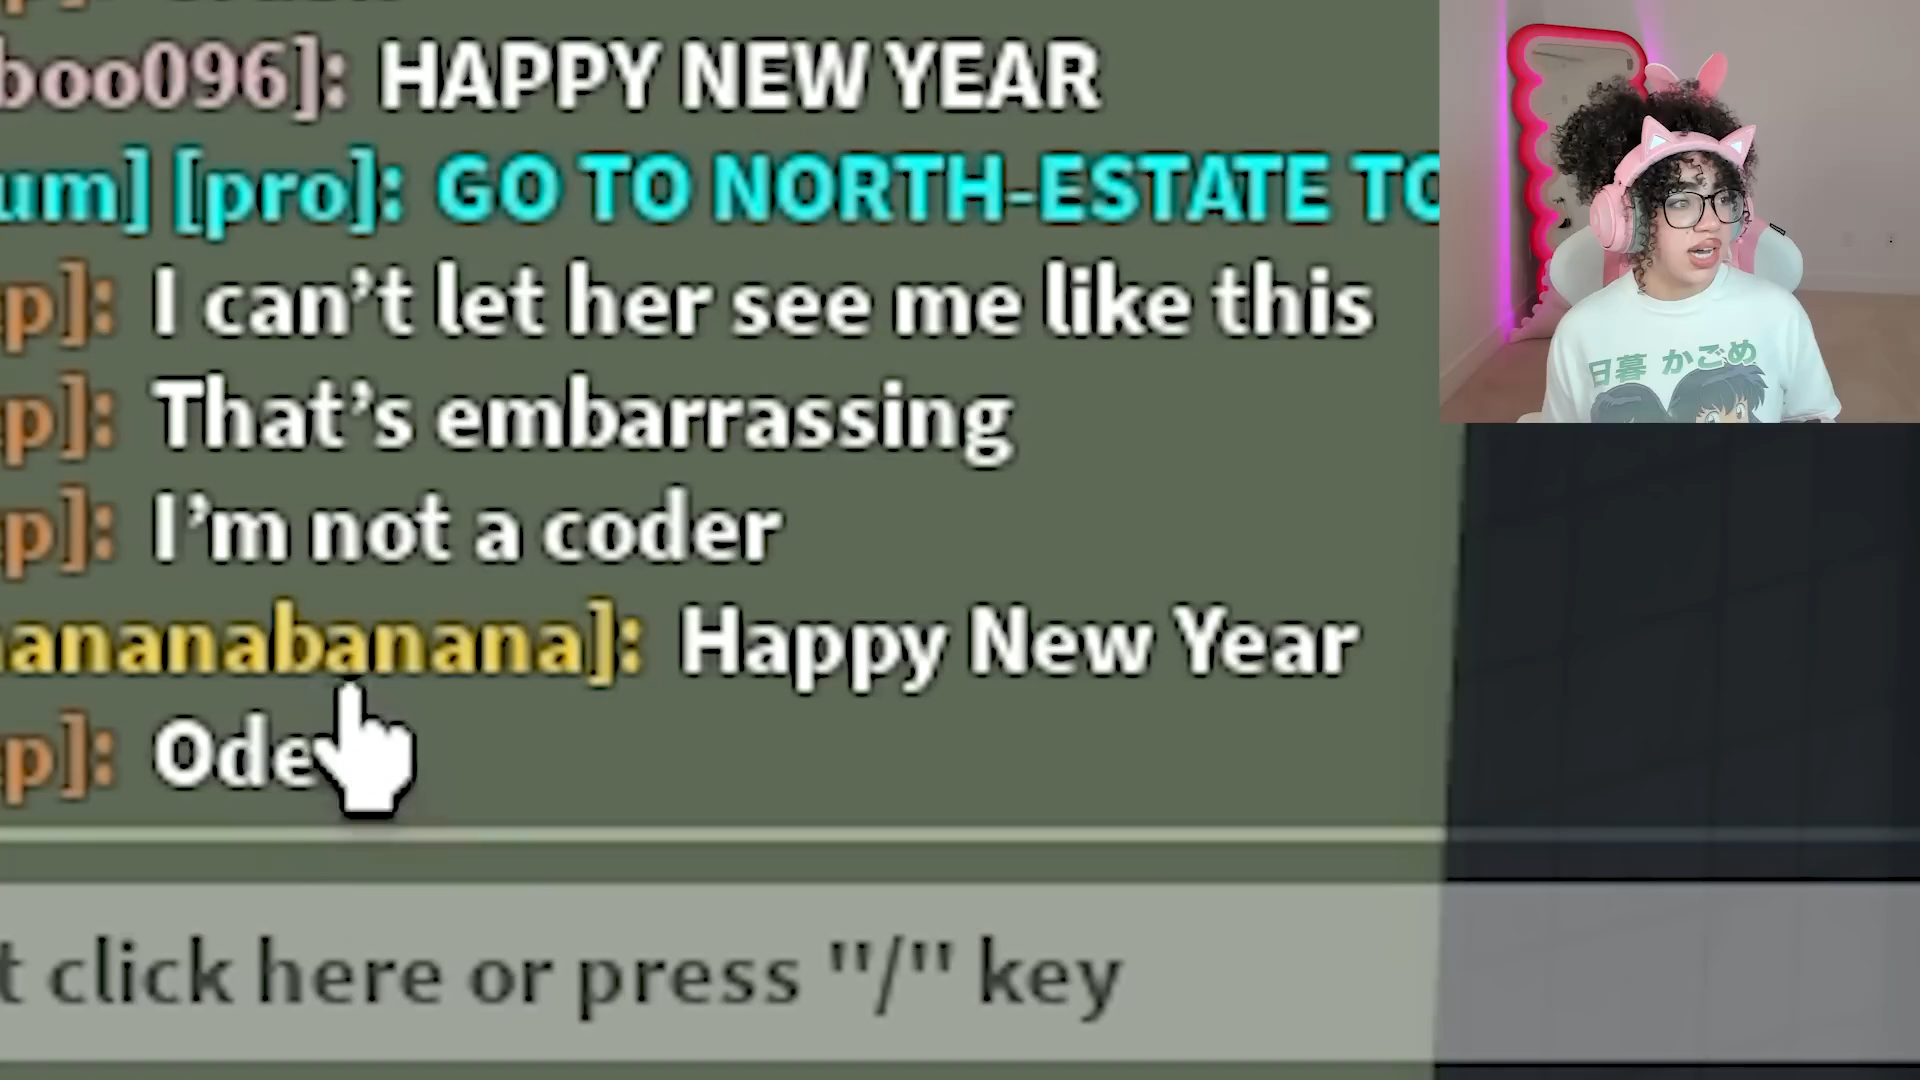 boo096]: HAPPY NEW YEAR
um] [pro]: GO TO NORTH-ESTATE TO
p]: I can’t let her see me like this
p]: That’s embarrassing
p]: I’m not a coder
ananabanana]: Happy New Year
p]: Ode
t click here or press "/" key
日暮 かごめ